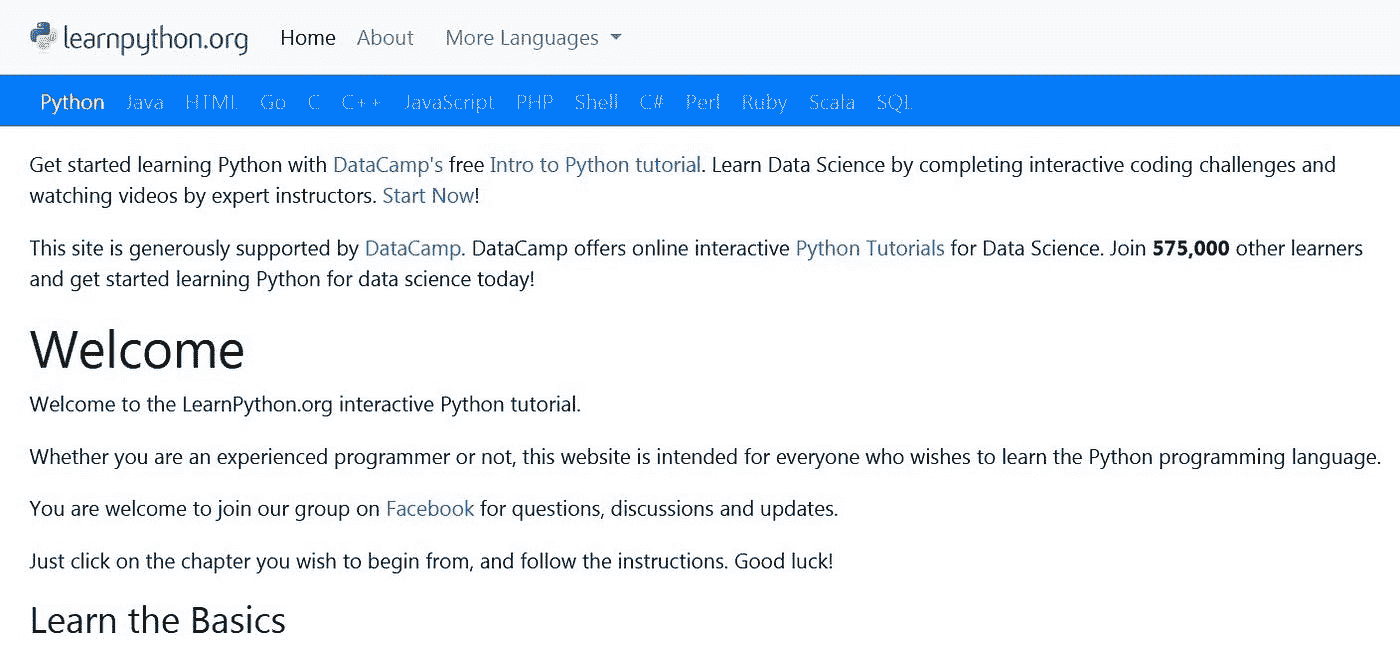 learnpython.org Home About More Languages
Python Java HTML Go C C++ JavaScript PHP Shell C# Perl Ruby Scala SQL
Get started learning Python with DataCamp's free Intro to Python tutorial. Learn Data Science by completing interactive coding challenges and
watching videos by expert instructors. Start Now!
This site is generously supported by DataCamp. DataCamp offers online interactive Python Tutorials for Data Science. Join 575,000 other learners
and get started learning Python for data science today!
Welcome
Welcome to the LearnPython.org interactive Python tutorial.
Whether you are an experienced programmer or not, this website is intended for everyone who wishes to learn the Python programming language.
You are welcome to join our group on Facebook for questions, discussions and updates.
Just click on the chapter you wish to begin from, and follow the instructions. Good luck!
Learn the Basics